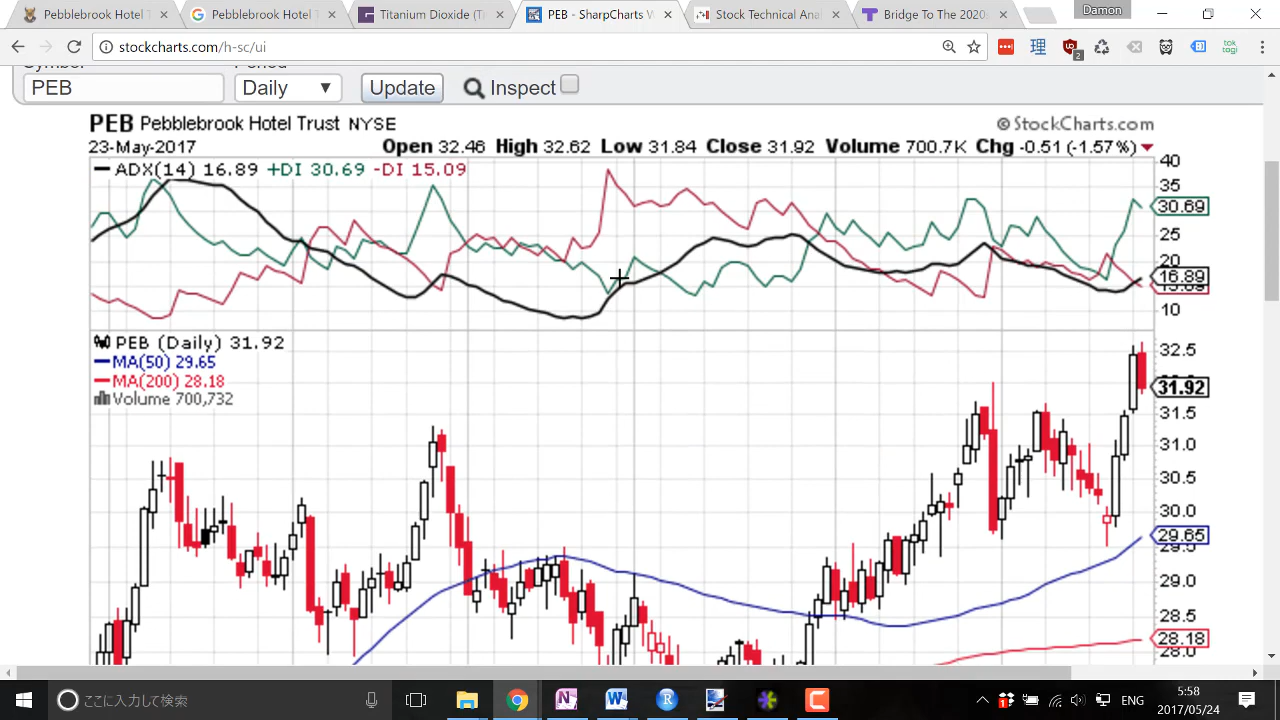 Pebblebrook Hotel T
Pebblebrook Hotel T
Titanium Dioxide (T
PEB - SharpCharts W
Stock Technical Ana
Bridge To The 20s
Damon
stockcharts.com/h-sc/ui
PEB
Daily
Update
Inspect
PEB Pebblebrook Hotel Trust NYSE
© StockCharts.com
23-May-2017
Open 32.46 High 32.62 Low 31.84 Close 31.92 Volume 700.7K Chg -0.51 (-1.57%)
ADX(14) 16.89 +DI 30.69 -DI 15.09
40
35
30.69
25
20
16.89
15.09
10
PEB (Daily) 31.92
MA(50) 29.65
MA(200) 28.18
Volume 700,732
32.5
31.92
31.5
31.0
30.5
30.0
29.65
29.5
29.0
28.5
28.18
28.0
ここに入力して検索
ENG
5:58
2017/05/24